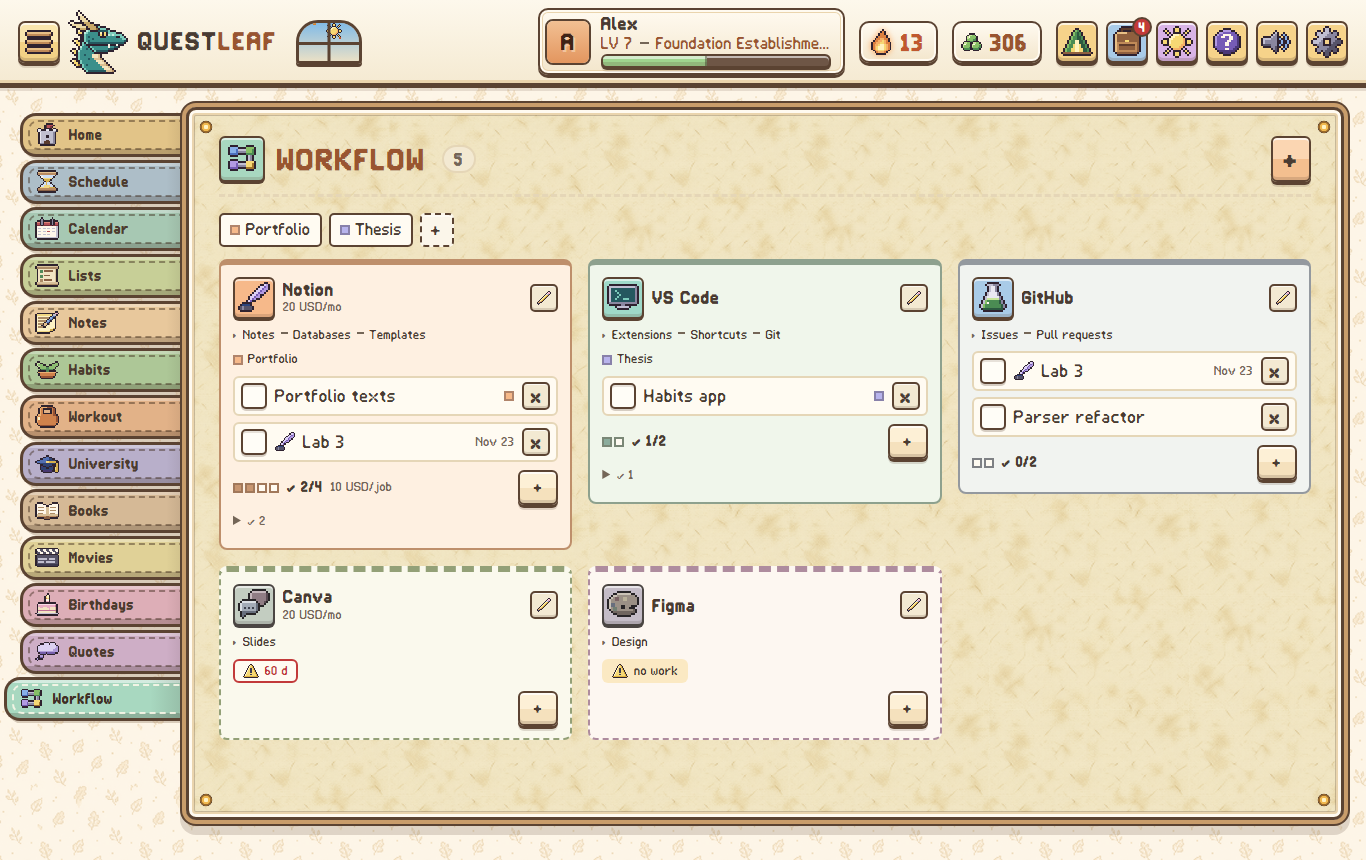 QUESTLEAF
A
Alex
LV 7 — Foundation Establishme...
13
306
4
?
Home
Schedule
Calendar
Lists
Notes
Habits
Workout
University
Books
Movies
Birthdays
Quotes
Workflow
WORKFLOW 5
+
Portfolio
Thesis
+
Notion
20 USD/mo
Notes — Databases — Templates
Portfolio
Portfolio texts
x
Lab 3
Nov 23
x
2/4 10 USD/job
+
2
VS Code
Extensions — Shortcuts — Git
Thesis
Habits app
x
1/2
+
1
GitHub
Issues — Pull requests
Lab 3
Nov 23
x
Parser refactor
x
0/2
+
Canva
20 USD/mo
Slides
60 d
+
Figma
Design
no work
+